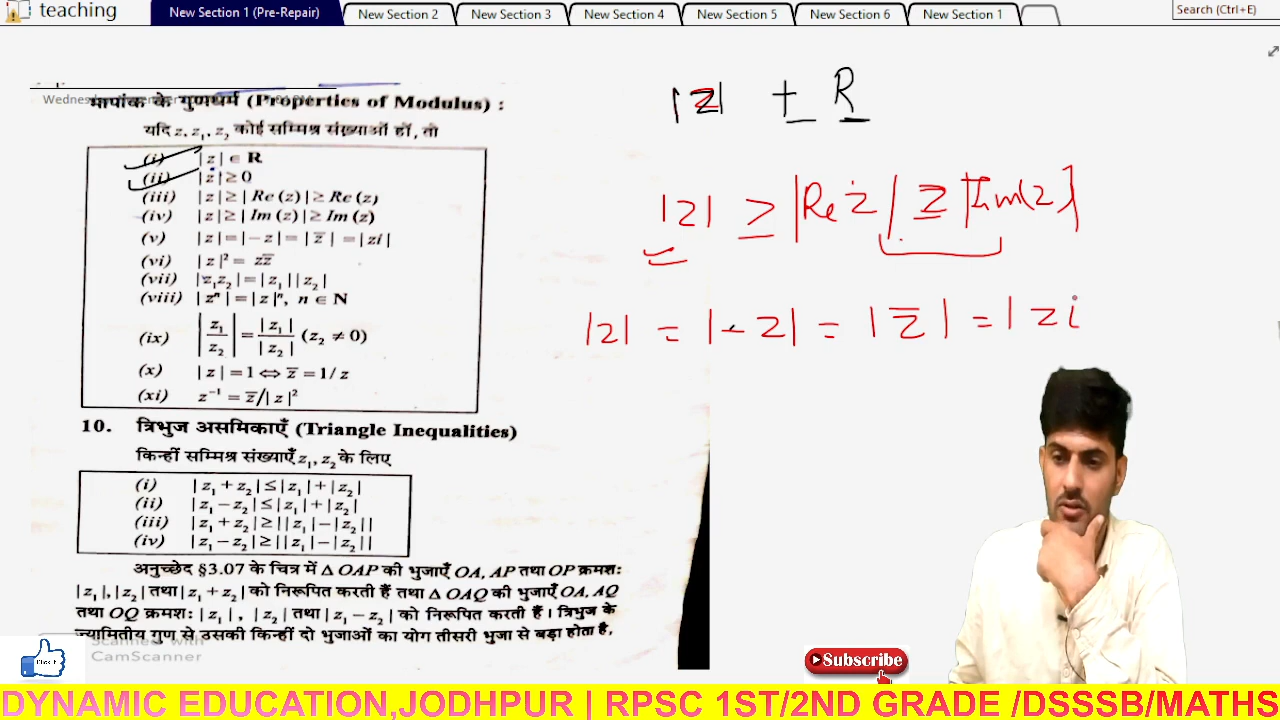 teaching
New Section 1 (Pre-Repair) New Section 2 New Section 3 New Section 4 New Section 5 New Section 6 New Section 1
Search (Ctrl+E)
मापांक के गुणधर्म (Properties of Modulus) :
यदि z, z₁, z₂ कोई सम्मिश्र संख्याओं हों, तो
(i) |z| ∈ R
(ii) |z| ≥ 0
(iii) |z| ≥ | Re (z) | ≥ Re (z)
(iv) |z| ≥ | Im (z) | ≥ Im (z)
(v) |z| = |−z| = |z̅| = |zi|
(vi) |z|² = zz̅
(vii) |z₁z₂| = |z₁| |z₂|
(viii) |zⁿ| = |z|ⁿ, n ∈ N
(ix) |z₁/z₂| = |z₁|/|z₂| (z₂ ≠ 0)
(x) |z| = 1 ⇔ z̅ = 1/z
(xi) z⁻¹ = z̅/|z|²
10. त्रिभुज असमिकाएँ (Triangle Inequalities)
किन्हीं सम्मिश्र संख्याएँ z₁, z₂ के लिए
(i) |z₁ + z₂| ≤ |z₁| + |z₂|
(ii) |z₁ − z₂| ≤ |z₁| + |z₂|
(iii) |z₁ + z₂| ≥ ||z₁| − |z₂||
(iv) |z₁ − z₂| ≥ ||z₁| − |z₂||
अनुच्छेद §3.07 के चित्र में Δ OAP की भुजाएँ OA, AP तथा OP क्रमशः
|z₁|, |z₂| तथा |z₁ + z₂| को निरूपित करती हैं तथा Δ OAQ की भुजाएँ OA, AQ
तथा OQ क्रमशः |z₁|, |z₂| तथा |z₁ − z₂| को निरूपित करती हैं। त्रिभुज के
ज्यामितीय गुण से उसकी किन्हीं दो भुजाओं का योग तीसरी भुजा से बड़ा होता है,
Scanned with
CamScanner
|z| + R
|z| ≥ |Re z| ≥ |Im(z)|
|z| = |−z| = |z̅| = |zi
Subscribe
DYNAMIC EDUCATION,JODHPUR | RPSC 1ST/2ND GRADE /DSSSB/MATHS